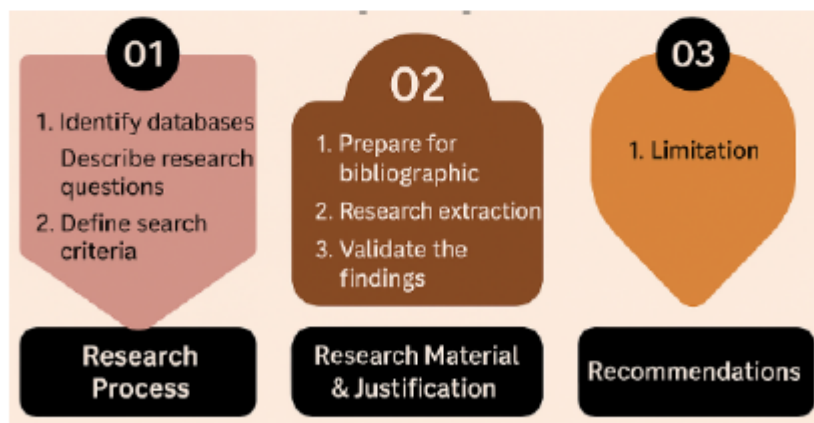 01
1. Identify databases
Describe research
questions
2. Define search
criteria
Research
Process
02
1. Prepare for
bibliographic
2. Research extraction
3. Validate the
findings
Research Material
& Justification
03
1. Limitation
Recommendations